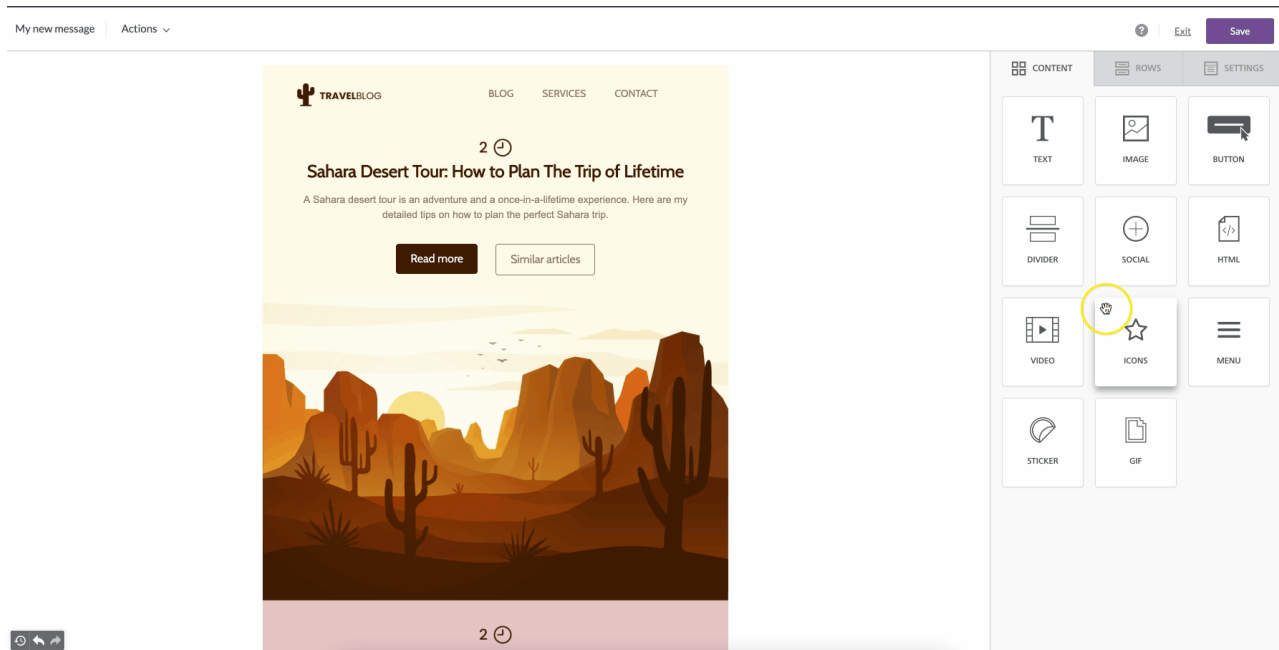 My new message
Actions
?
Exit
Save
CONTENT
ROWS
SETTINGS
TRAVELBLOG
BLOG
SERVICES
CONTACT
2
Sahara Desert Tour: How to Plan The Trip of Lifetime
A Sahara desert tour is an adventure and a once-in-a-lifetime experience. Here are my
detailed tips on how to plan the perfect Sahara trip.
Read more
Similar articles
2
T
TEXT
IMAGE
BUTTON
DIVIDER
SOCIAL
</>
HTML
VIDEO
ICONS
MENU
STICKER
GIF